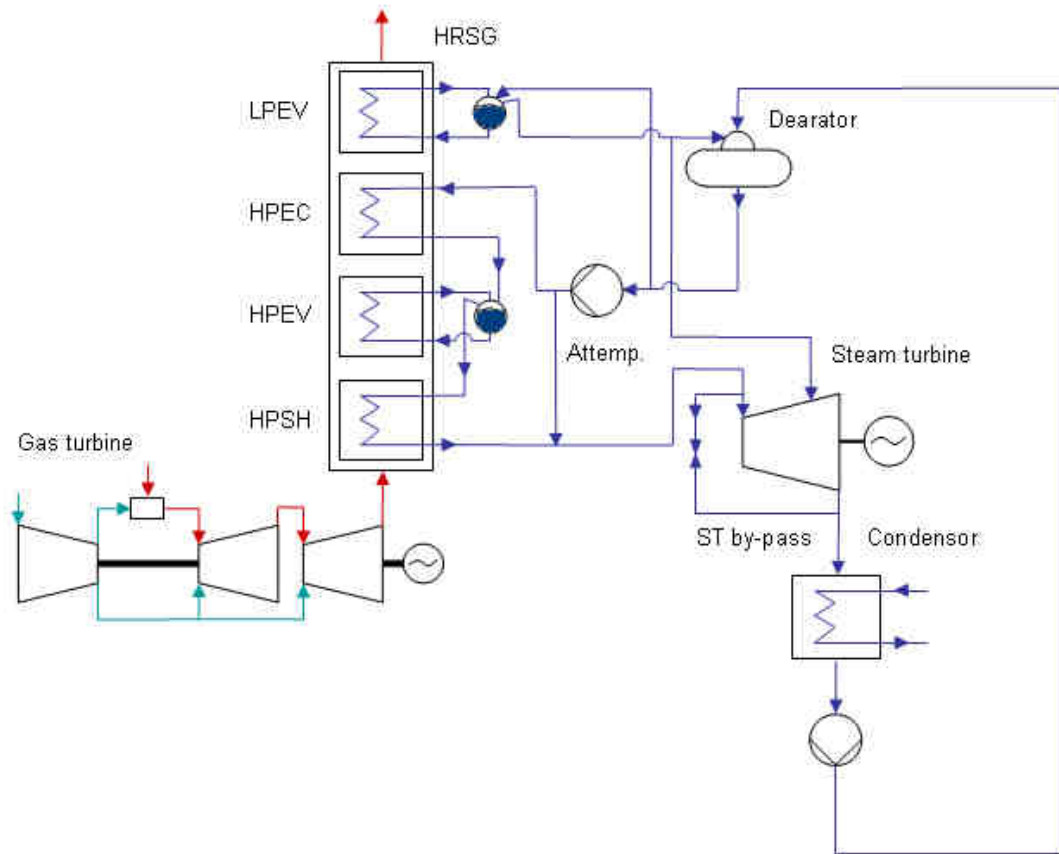 HRSG
LPEV
Dearator
HPEC
HPEV
Attemp.
Steam turbine
HPSH
Gas turbine
ST by-pass
Condensor